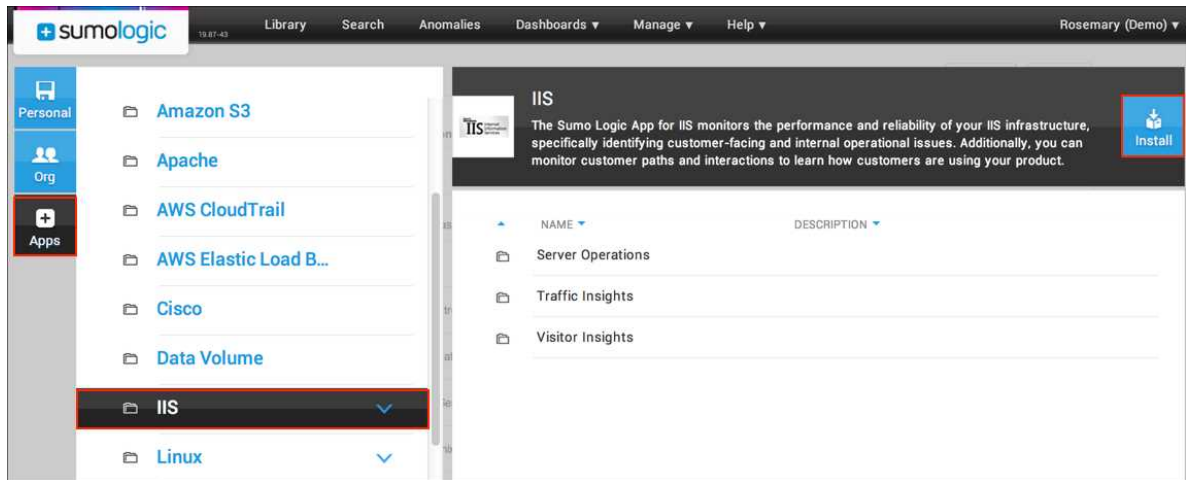 sumologic
19.87-43
Library Search Anomalies Dashboards ▾ Manage ▾ Help ▾ Rosemary (Demo) ▾
Personal
Org
Apps
Amazon S3
Apache
AWS CloudTrail
AWS Elastic Load B...
Cisco
Data Volume
IIS
Linux
IIS Internet Information Services
IIS
The Sumo Logic App for IIS monitors the performance and reliability of your IIS infrastructure,
specifically identifying customer-facing and internal operational issues. Additionally, you can
monitor customer paths and interactions to learn how customers are using your product.
Install
NAME DESCRIPTION
Server Operations
Traffic Insights
Visitor Insights